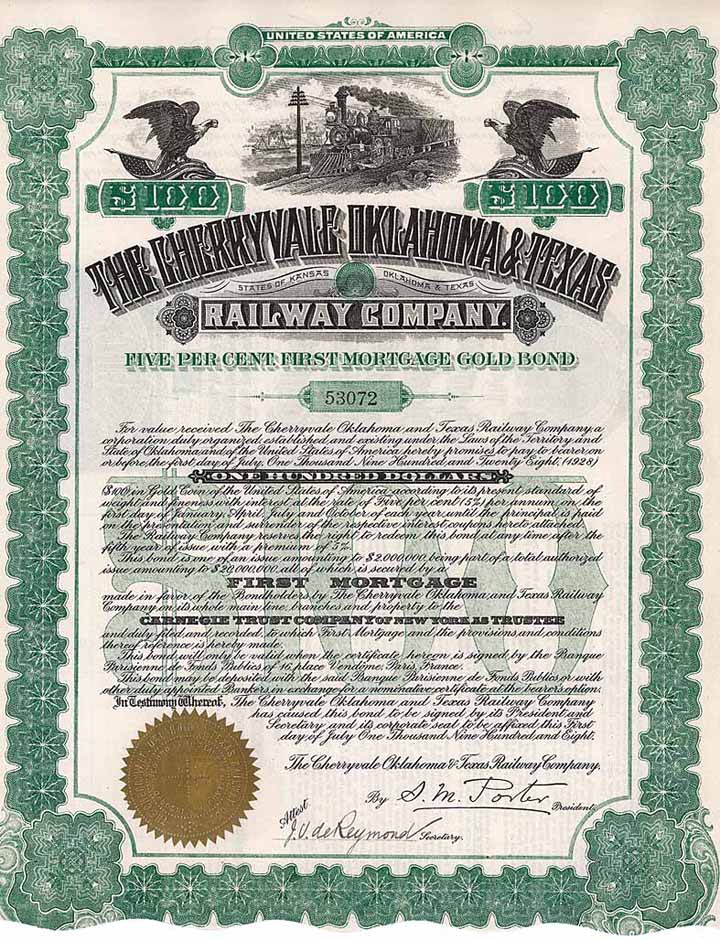 UNITED STATES OF AMERICA
$100 $100
THE CHERRYVALE OKLAHOMA & TEXAS
STATES OF KANSAS OKLAHOMA & TEXAS
RAILWAY COMPANY.
FIVE PER CENT. FIRST MORTGAGE GOLD BOND
53072
For value received The Cherryvale Oklahoma and Texas Railway Company, a
corporation duly organized, established, and existing under the Laws of the Territory and
State of Oklahoma and of the United States of America, hereby promises to pay to bearer on
or before the first day of July, One Thousand Nine Hundred and Twenty Eight, (1928)
ONE HUNDRED DOLLARS
($100) in Gold Coin of the United States of America according to its present standard of
weight and fineness with interest at the rate of Five per cent (5%) per annum, on the
first day of January, April, July and October of each year, until the principal is paid
on the presentation and surrender of the respective interest coupons hereto attached.
The Railway Company reserves the right to redeem this bond at any time after the
fifth year of issue, with a premium of 5%.
This bond is one of an issue amounting to $2,000,000, being part of a total authorized
issue amounting to $20,000,000, all of which is secured by a
FIRST MORTGAGE
made in favor of the Bondholders by The Cherryvale Oklahoma and Texas Railway
Company on its whole main line, branches and property to the
CARNEGIE TRUST COMPANY OF NEW YORK AS TRUSTEE
and duly filed and recorded, to which First Mortgage and the provisions and conditions
thereof reference is hereby made.
This bond will only be valid when the certificate hereon is signed by the Banque
Parisienne de Fonds Publics of 16, place Vendôme, Paris, France.
This bond may be deposited with the said Banque Parisienne de Fonds Publics or with
other duly appointed Bankers in exchange for a nominative certificate at the bearer's option.
In Testimony Whereof, The Cherryvale Oklahoma and Texas Railway Company
has caused this bond to be signed by its President and
Secretary and its corporate seal to be affixed this First
day of July One Thousand Nine Hundred and Eight.
The Cherryvale Oklahoma & Texas Railway Company.
By S. M. Porter President.
Attest J. V. de Reymond Secretary.